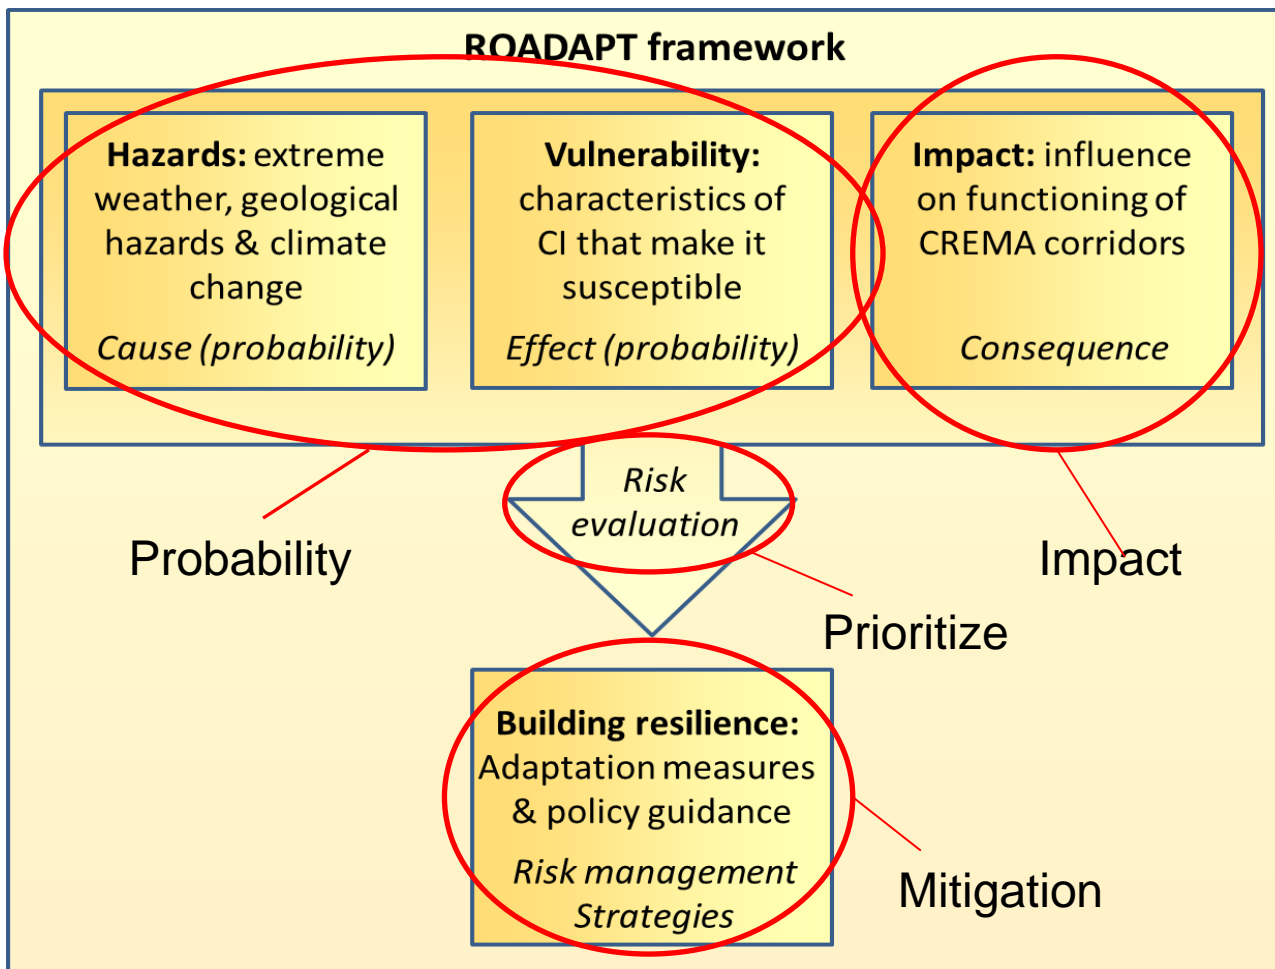 ROADAPT framework
Hazards: extreme
weather, geological
hazards & climate
change
Cause (probability)
Vulnerability:
characteristics of
CI that make it
susceptible
Effect (probability)
Impact: influence
on functioning of
CREMA corridors
Consequence
Risk
evaluation
Probability
Impact
Prioritize
Building resilience:
Adaptation measures
& policy guidance
Risk management
Strategies
Mitigation